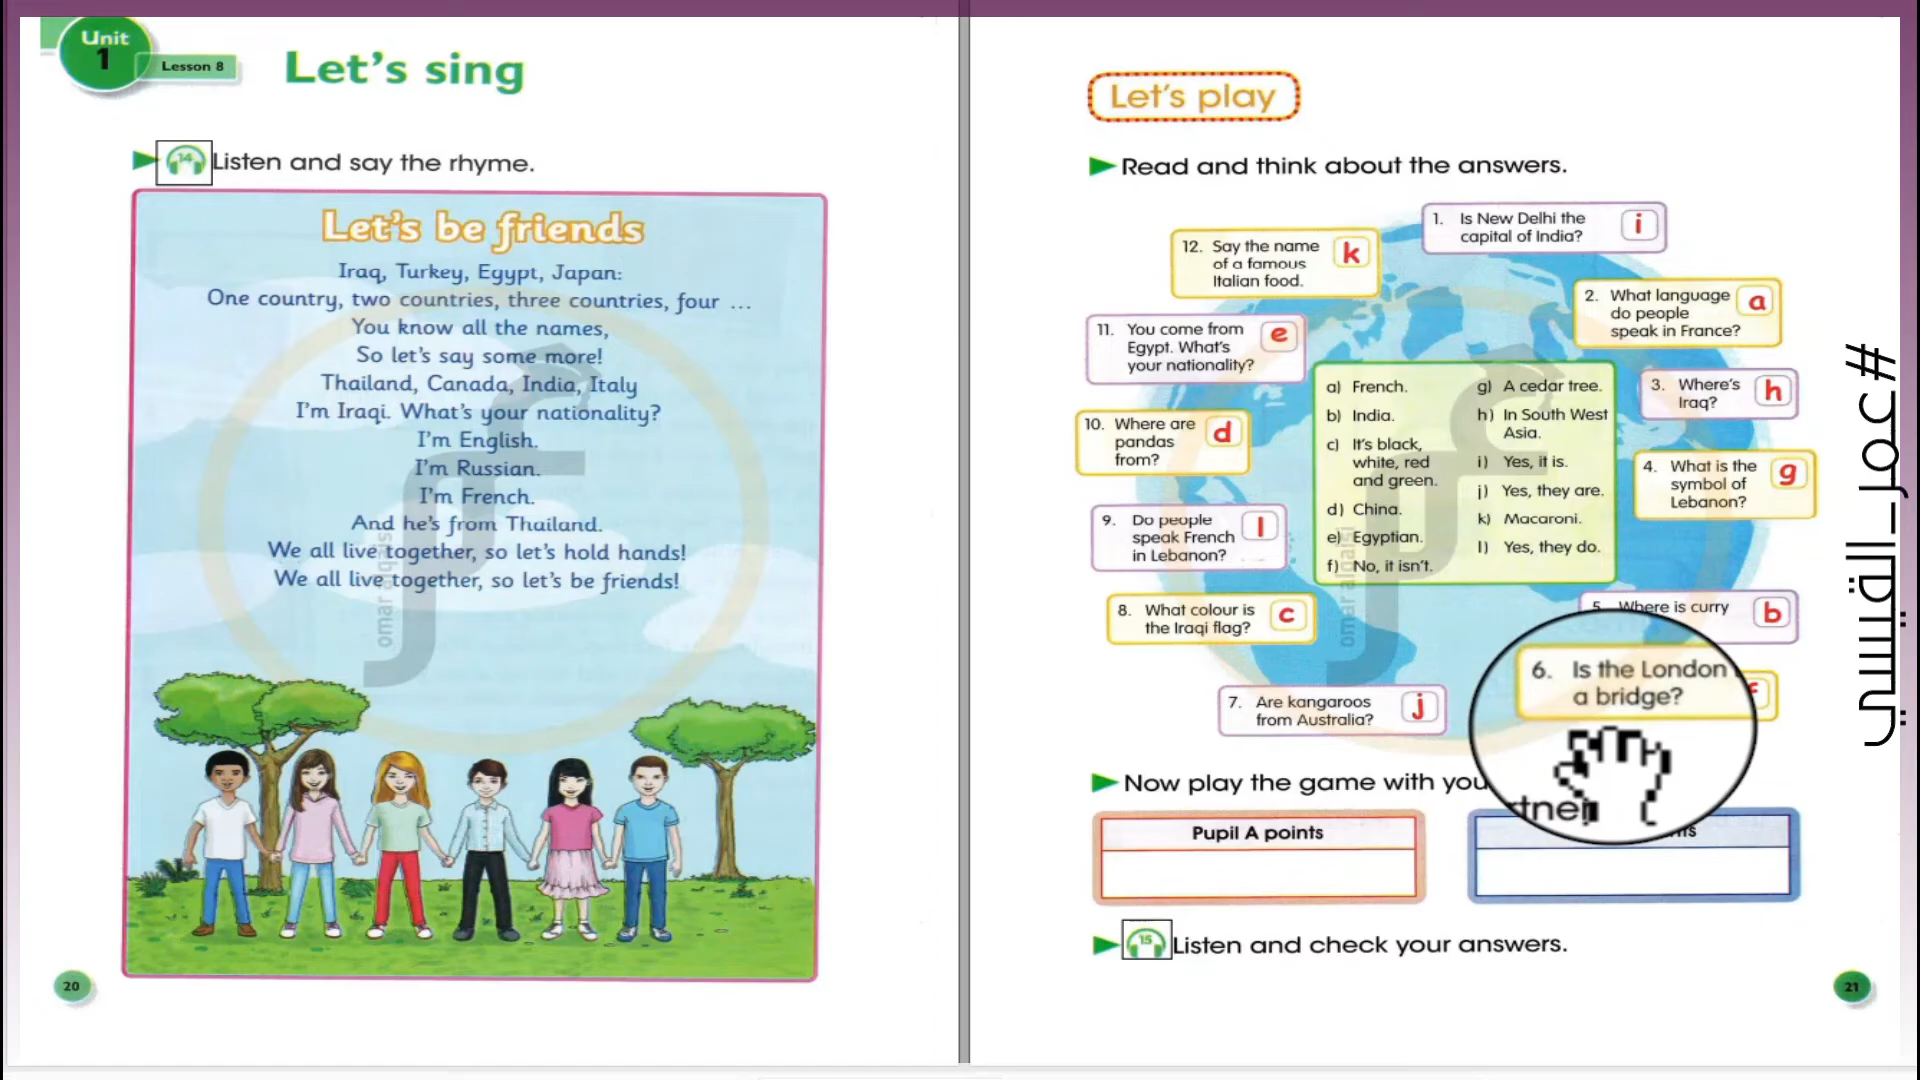 Unit
1
Lesson 8
Let's sing
14
Listen and say the rhyme.
Let's be friends
Iraq, Turkey, Egypt, Japan:
One country, two countries, three countries, four ...
You know all the names,
So let's say some more!
Thailand, Canada, India, Italy
I'm Iraqi. What's your nationality?
I'm English.
I'm Russian.
I'm French.
And he's from Thailand.
We all live together, so let's hold hands!
We all live together, so let's be friends!
omar alqaisi
20
Let's play
Read and think about the answers.
1. Is New Delhi the
capital of India?
i
2. What language
do people
speak in France?
a
3. Where's
Iraq?
h
4. What is the
symbol of
Lebanon?
g
5. Where is curry
b
6. Is the London
a bridge?
f
7. Are kangaroos
from Australia?
j
8. What colour is
the Iraqi flag?
c
9. Do people
speak French
in Lebanon?
l
10. Where are
pandas
from?
d
11. You come from
Egypt. What's
your nationality?
e
12. Say the name
of a famous
Italian food.
k
a) French.
b) India.
c) It's black,
white, red
and green.
d) China.
e) Egyptian.
f) No, it isn't.
g) A cedar tree.
h) In South West
Asia.
i) Yes, it is.
j) Yes, they are.
k) Macaroni.
l) Yes, they do.
omar alqaisi
Now play the game with you
Pupil A points
15
Listen and check your answers.
21
#عمر_القيسي